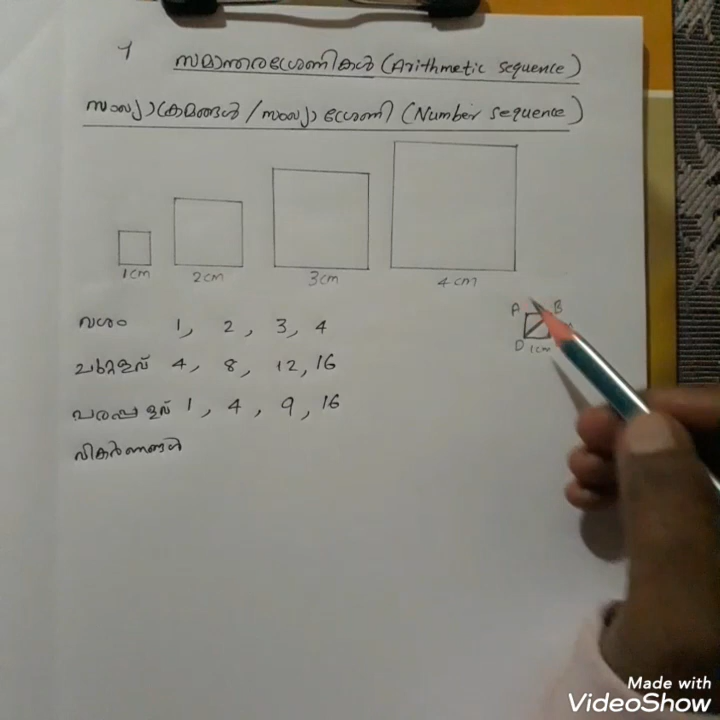 1
സമാന്തരശ്രേണികൾ (Arithmetic sequence)
സംഖ്യാക്രമങ്ങൾ / സംഖ്യാ ശ്രേണി (Number sequence)
1cm 2cm 3cm 4cm
A B
D 1cm
വശം 1, 2, 3, 4
ചുറ്റളവ് 4, 8, 12, 16
പരപ്പളവ് 1, 4, 9, 16
വികർണങ്ങൾ
Made with
VideoShow